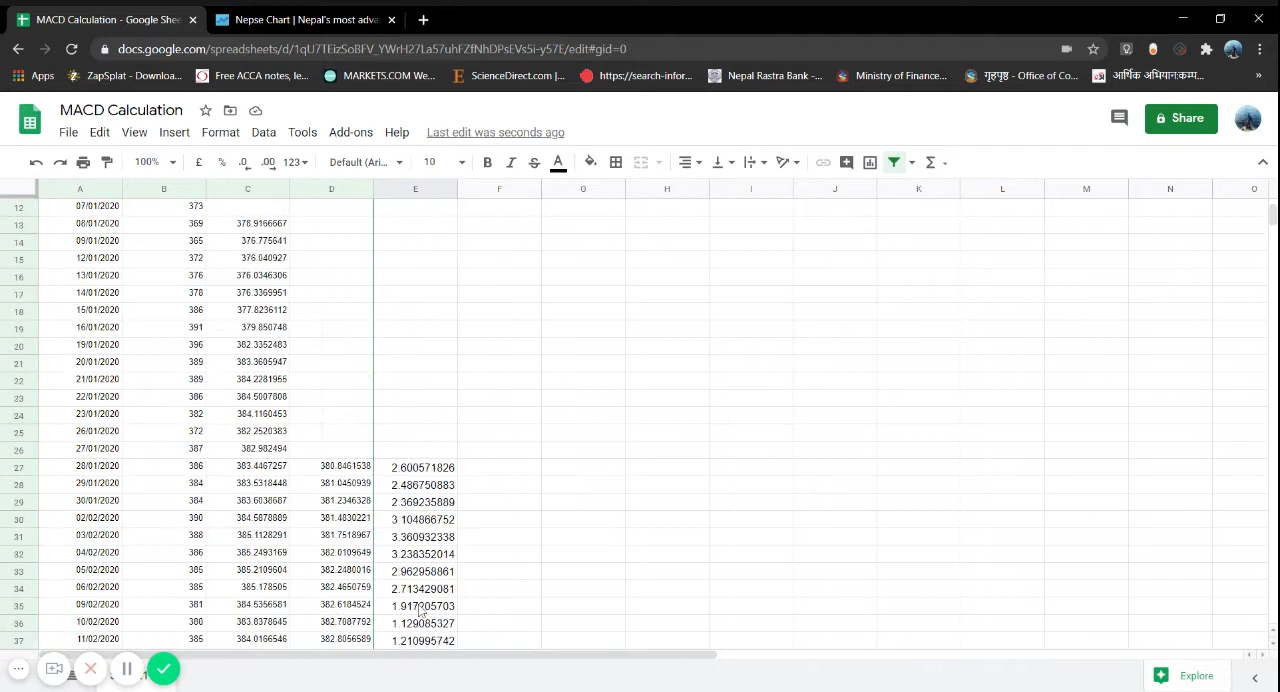 MACD Calculation - Google Shee
Nepse Chart | Nepal's most adva
docs.google.com/spreadsheets/d/1qU7TEizSoBFV_YWrH27La57uhFZfNhDPsEVs5i-y57E/edit#gid=0
Apps ZapSplat - Downloa... Free ACCA notes, le... MARKETS.COM We... ScienceDirect.com |... https://search-infor... Nepal Rastra Bank -... Ministry of Finance... गृहपृष्ठ - Office of Co... आर्थिक अभियान:कम्प... »
MACD Calculation
File Edit View Insert Format Data Tools Add-ons Help Last edit was seconds ago
Share
100% £ % .0 .00 123 Default (Ari... 10 B I S A Σ
A B C D E F G H I J K L M N O
12 07/01/2020 373
13 08/01/2020 369 378.9166667
14 09/01/2020 365 376.775641
15 12/01/2020 372 376.040927
16 13/01/2020 376 376.0346306
17 14/01/2020 378 376.3369951
18 15/01/2020 386 377.8236112
19 16/01/2020 391 379.850748
20 19/01/2020 396 382.3352483
21 20/01/2020 389 383.3605947
22 21/01/2020 389 384.2281955
23 22/01/2020 386 384.5007808
24 23/01/2020 382 384.1160453
25 26/01/2020 372 382.2520383
26 27/01/2020 387 382.982494
27 28/01/2020 386 383.4467257 380.8461538 2.600571826
28 29/01/2020 384 383.5318448 381.0450939 2.486750883
29 30/01/2020 384 383.6038687 381.2346328 2.369235889
30 02/02/2020 390 384.5878889 381.4830221 3.104866752
31 03/02/2020 388 385.1128291 381.7518967 3.360932338
32 04/02/2020 386 385.2493169 382.0109649 3.238352014
33 05/02/2020 385 385.2109604 382.2480016 2.962958861
34 06/02/2020 385 385.178505 382.4650759 2.713429081
35 09/02/2020 381 384.5356581 382.6184524 1.917205703
36 10/02/2020 380 383.8378645 382.7087792 1.129085327
37 11/02/2020 385 384.0166546 382.8056589 1.210995742
Explore